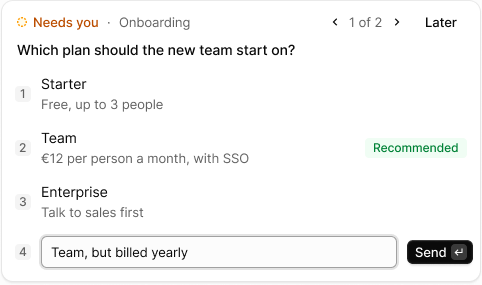 Needs you · Onboarding
1 of 2
Later
Which plan should the new team start on?
1
Starter
Free, up to 3 people
2
Team
€12 per person a month, with SSO
Recommended
3
Enterprise
Talk to sales first
4
Team, but billed yearly
Send ↵